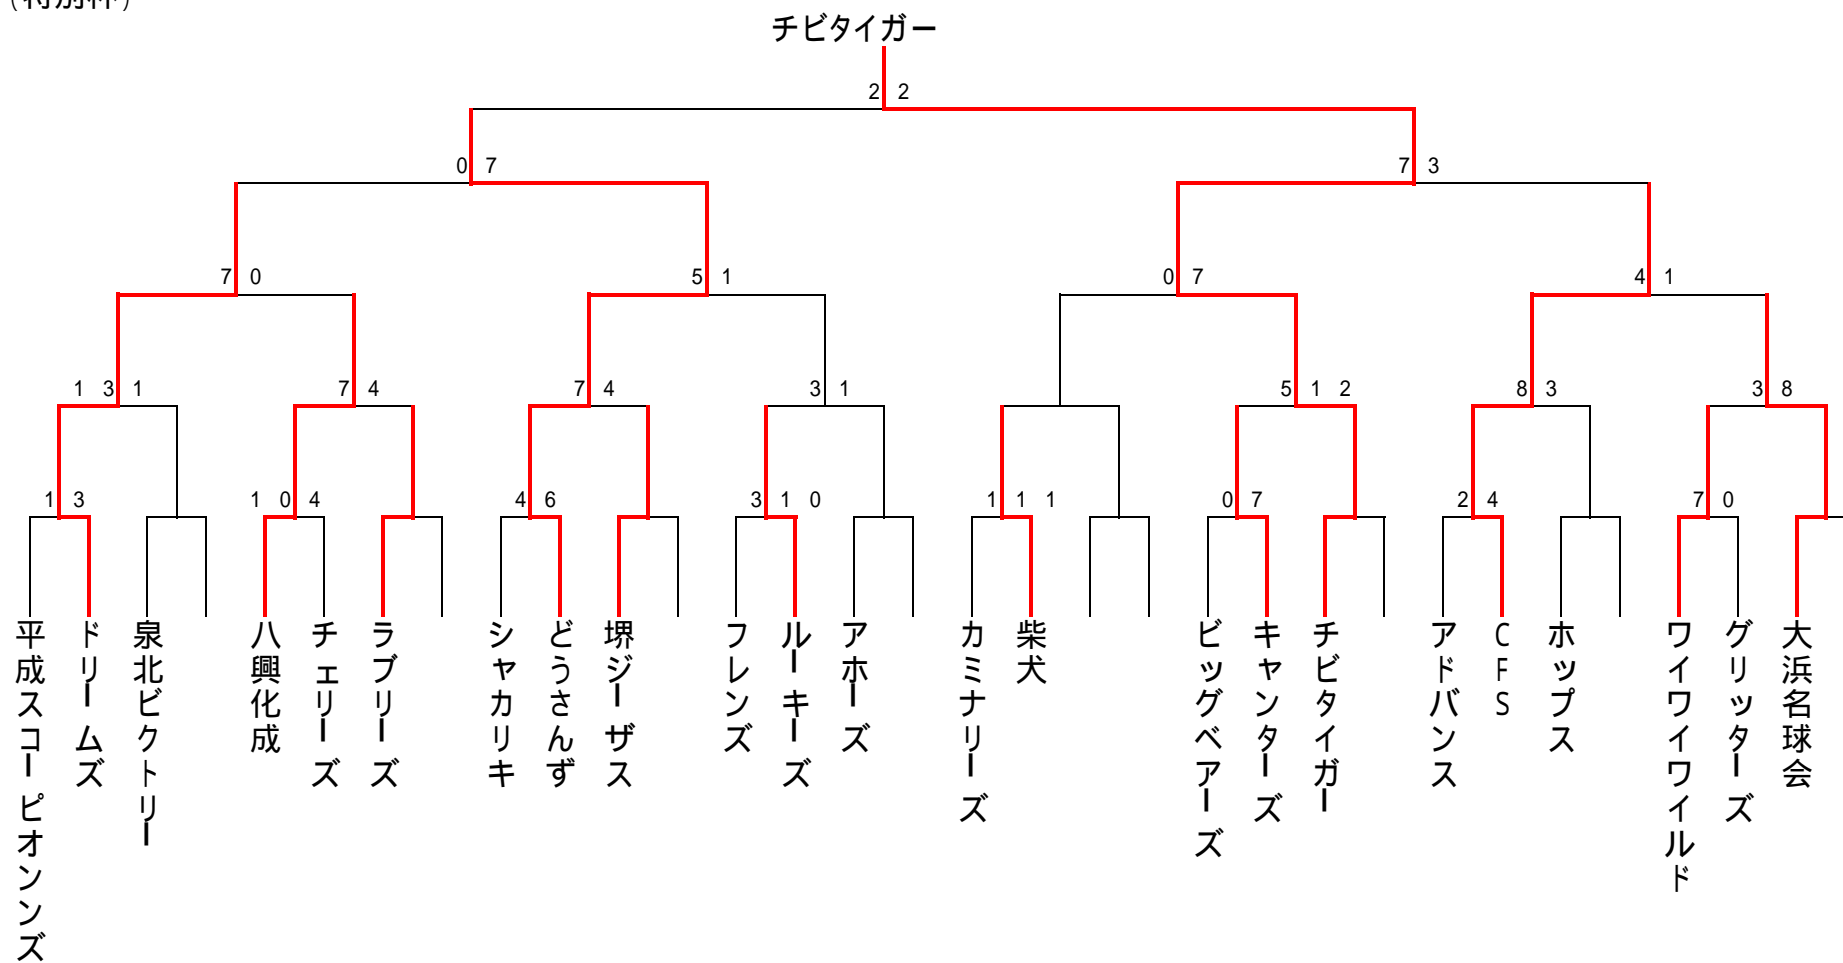 (特別杯)
チビタイガー
2 2
0 7
7 3
7 0
5 1
0 7
4 1
1 3 1
7 4
7 4
3 1
5 1 2
8 3
3 8
1 3
1 0 4
4 6
3 1 0
1 1 1
0 7
2 4
7 0
平成スコーピオンンズ
ドリームズ
泉北ビクトリー
八興化成
チェリーズ
ラブリーズ
シャカリキ
どうさんず
堺ジーザス
フレンズ
ルーキーズ
アホーズ
カミナリーズ
柴犬
ビッグベアーズ
キャンターズ
チビタイガー
アドバンス
CFS
ホップス
ワイワイワイルド
グリッターズ
大浜名球会